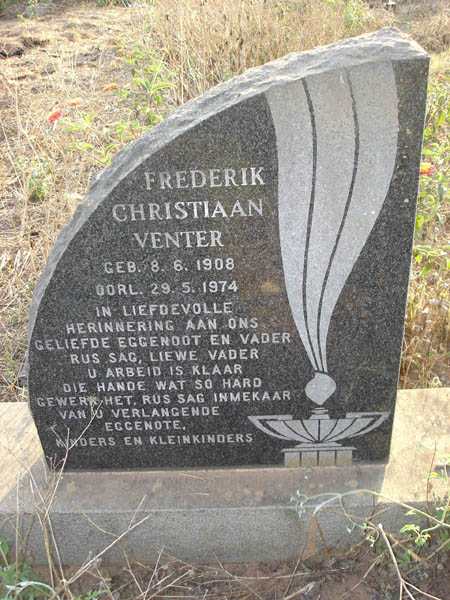 FREDERIK
CHRISTIAAN
VENTER
GEB. 8. 6. 1908
OORL. 29. 5. 1974
IN LIEFDEVOLLE
HERINNERING AAN ONS
GELIEFDE EGGENOOT EN VADER
RUS SAG, LIEWE VADER
U ARBEID IS KLAAR
DIE HANDE WAT SO HARD
GEWERK HET, RUS SAG INMEKAAR
VAN U VERLANGENDE
EGGENOTE,
KINDERS EN KLEINKINDERS